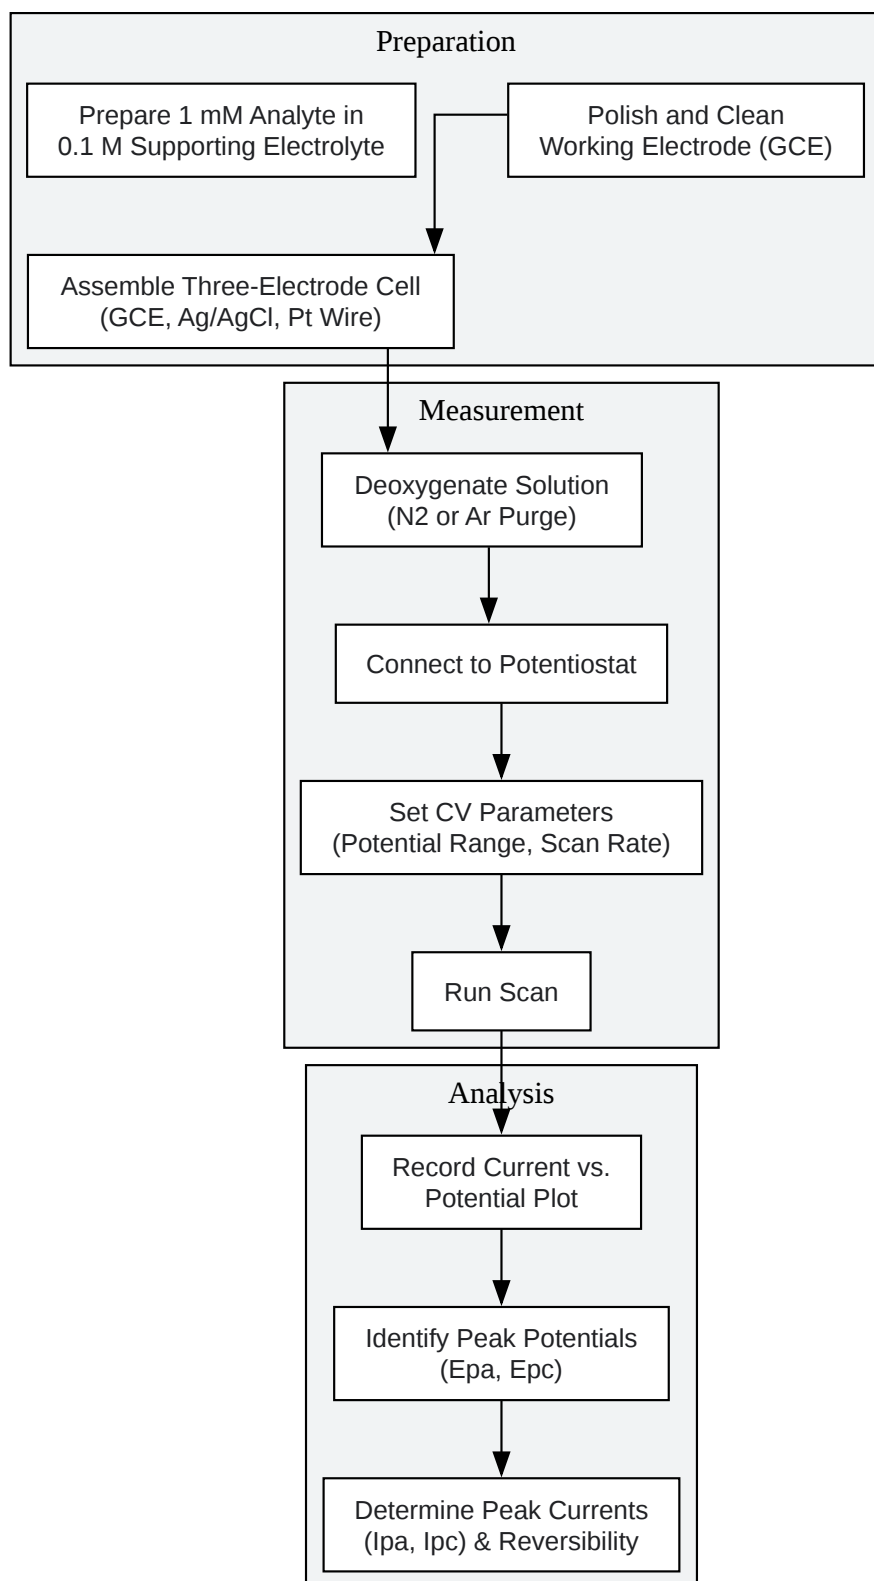 Preparation
Prepare 1 mM Analyte in
0.1 M Supporting Electrolyte
Polish and Clean
Working Electrode (GCE)
Assemble Three-Electrode Cell
(GCE, Ag/AgCl, Pt Wire)
Measurement
Deoxygenate Solution
(N2 or Ar Purge)
Connect to Potentiostat
Set CV Parameters
(Potential Range, Scan Rate)
Run Scan
Analysis
Record Current vs.
Potential Plot
Identify Peak Potentials
(Epa, Epc)
Determine Peak Currents
(Ipa, Ipc) & Reversibility